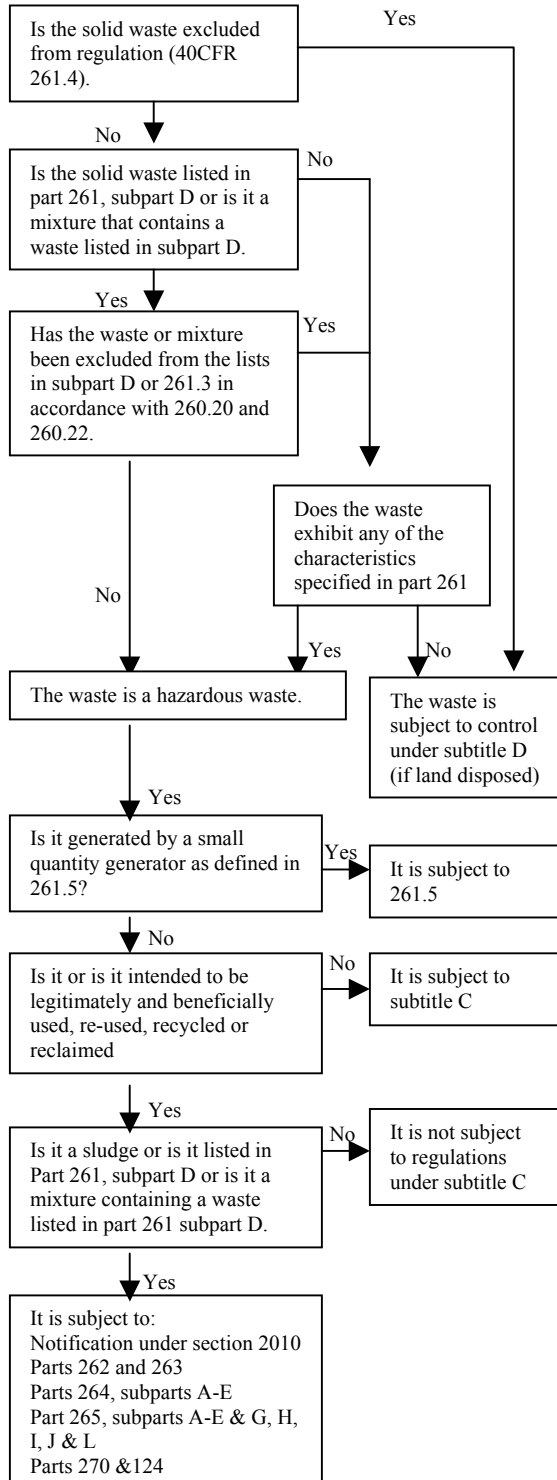 Is the solid waste excluded
from regulation (40CFR
261.4).
Yes
No
Is the solid waste listed in
part 261, subpart D or is it a
mixture that contains a
waste listed in subpart D.
No
Yes
Has the waste or mixture
been excluded from the lists
in subpart D or 261.3 in
accordance with 260.20 and
260.22.
Yes
No
Does the waste
exhibit any of the
characteristics
specified in part 261
Yes
No
The waste is a hazardous waste.
The waste is
subject to control
under subtitle D
(if land disposed)
Yes
Is it generated by a small
quantity generator as defined in
261.5?
Yes
It is subject to
261.5
No
Is it or is it intended to be
legitimately and beneficially
used, re-used, recycled or
reclaimed
No
It is subject to
subtitle C
Yes
Is it a sludge or is it listed in
Part 261, subpart D or is it a
mixture containing a waste
listed in part 261 subpart D.
No
It is not subject
to regulations
under subtitle C
Yes
It is subject to:
Notification under section 2010
Parts 262 and 263
Parts 264, subparts A-E
Part 265, subparts A-E & G, H,
I, J & L
Parts 270 &124